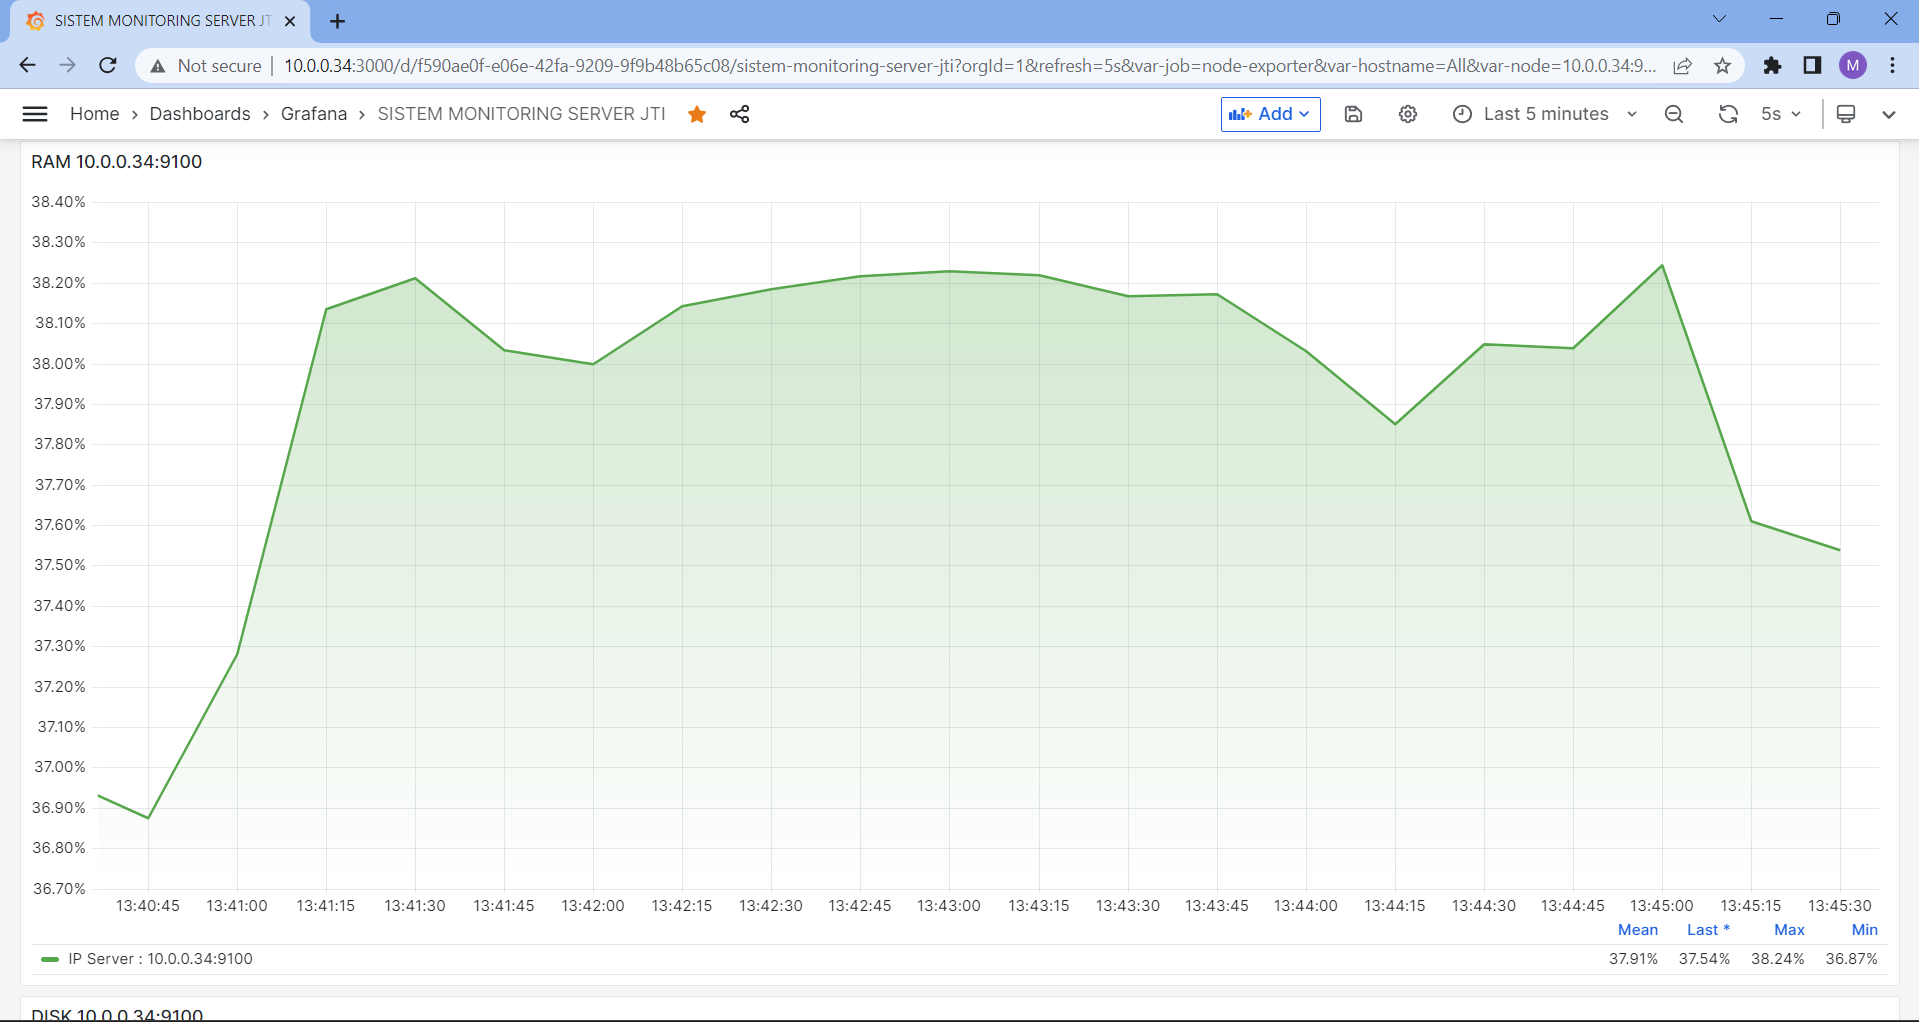 SISTEM MONITORING SERVER JT
Not secure | 10.0.0.34:3000/d/f590ae0f-e06e-42fa-9209-9f9b48b65c08/sistem-monitoring-server-jti?orgId=1&refresh=5s&var-job=node-exporter&var-hostname=All&var-node=10.0.0.34:9... M
Home > Dashboards > Grafana > SISTEM MONITORING SERVER JTI Add Last 5 minutes 5s
RAM 10.0.0.34:9100
38.40%
38.30%
38.20%
38.10%
38.00%
37.90%
37.80%
37.70%
37.60%
37.50%
37.40%
37.30%
37.20%
37.10%
37.00%
36.90%
36.80%
36.70%
13:40:45 13:41:00 13:41:15 13:41:30 13:41:45 13:42:00 13:42:15 13:42:30 13:42:45 13:43:00 13:43:15 13:43:30 13:43:45 13:44:00 13:44:15 13:44:30 13:44:45 13:45:00 13:45:15 13:45:30
Mean Last * Max Min
IP Server : 10.0.0.34:9100 37.91% 37.54% 38.24% 36.87%
DISK 10.0.0.34:9100